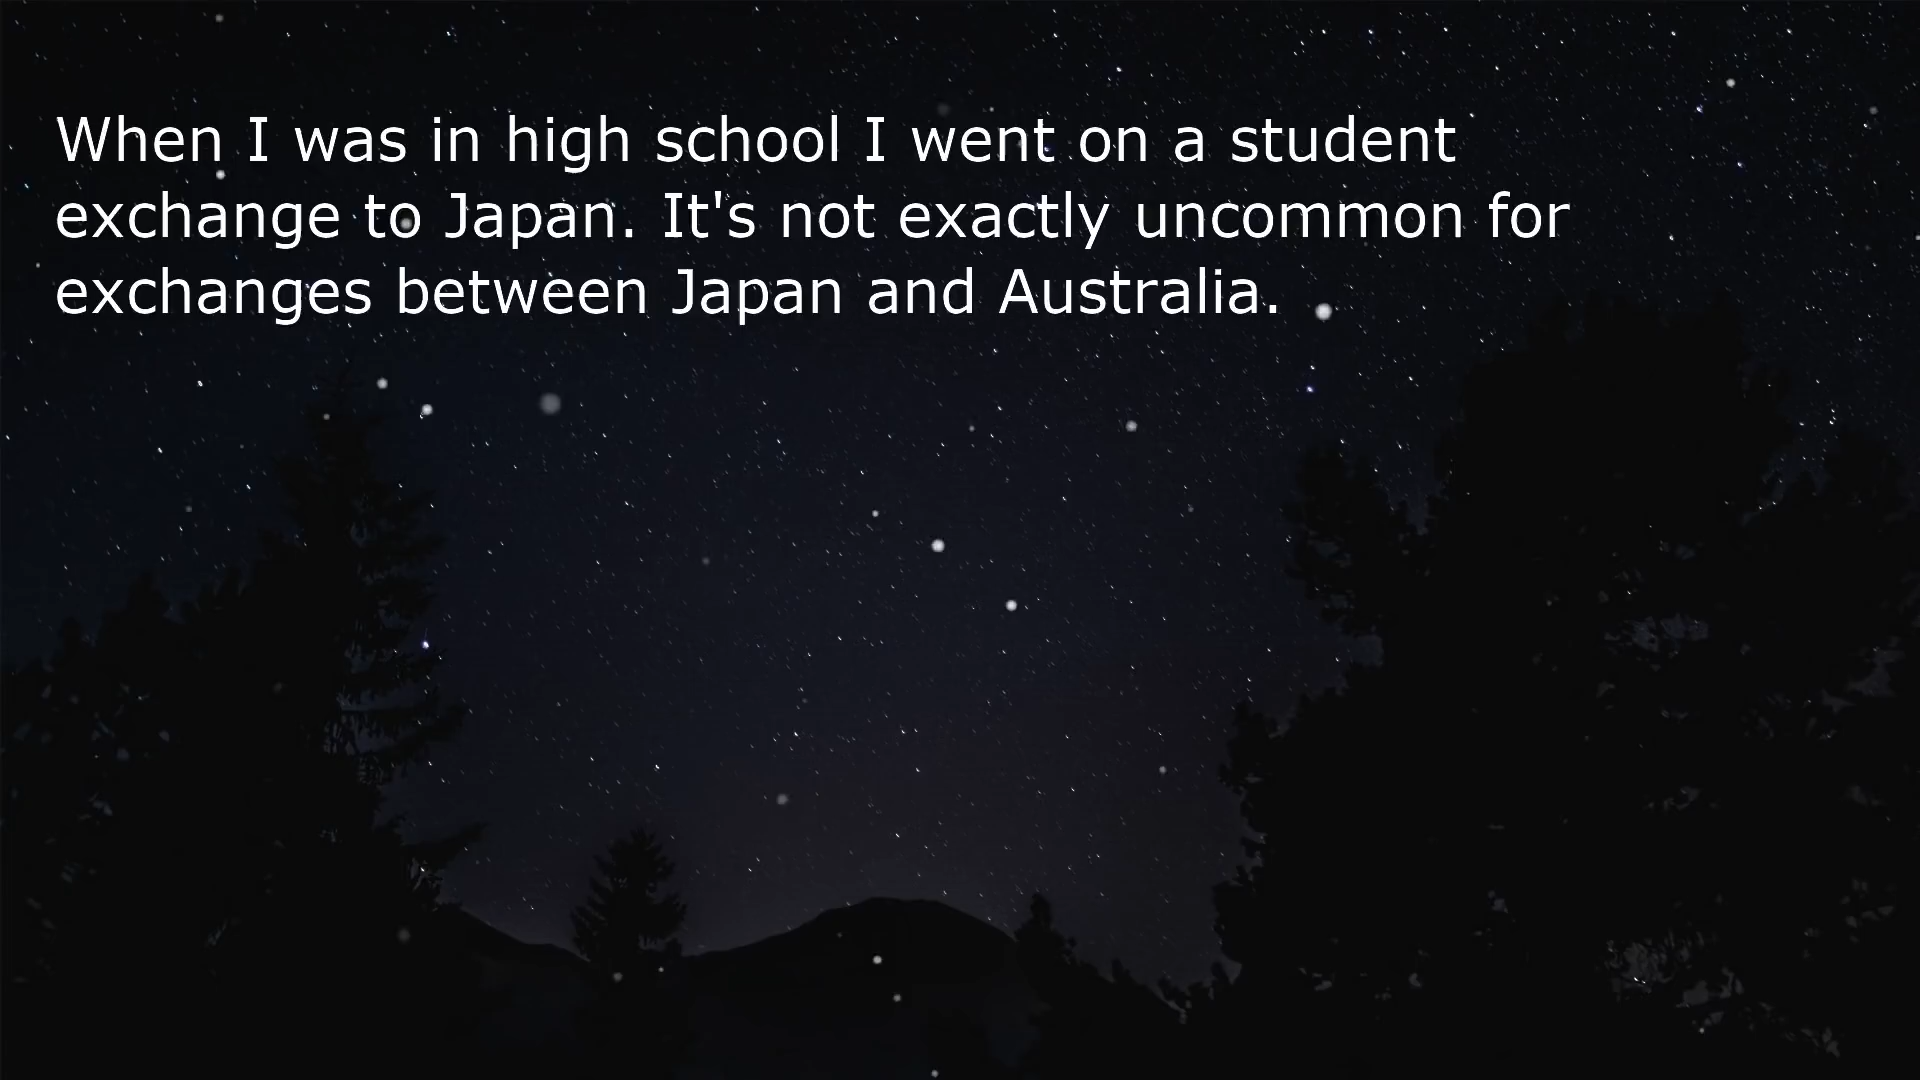 When I was in high school I went on a student
exchange to Japan. It's not exactly uncommon for
exchanges between Japan and Australia.